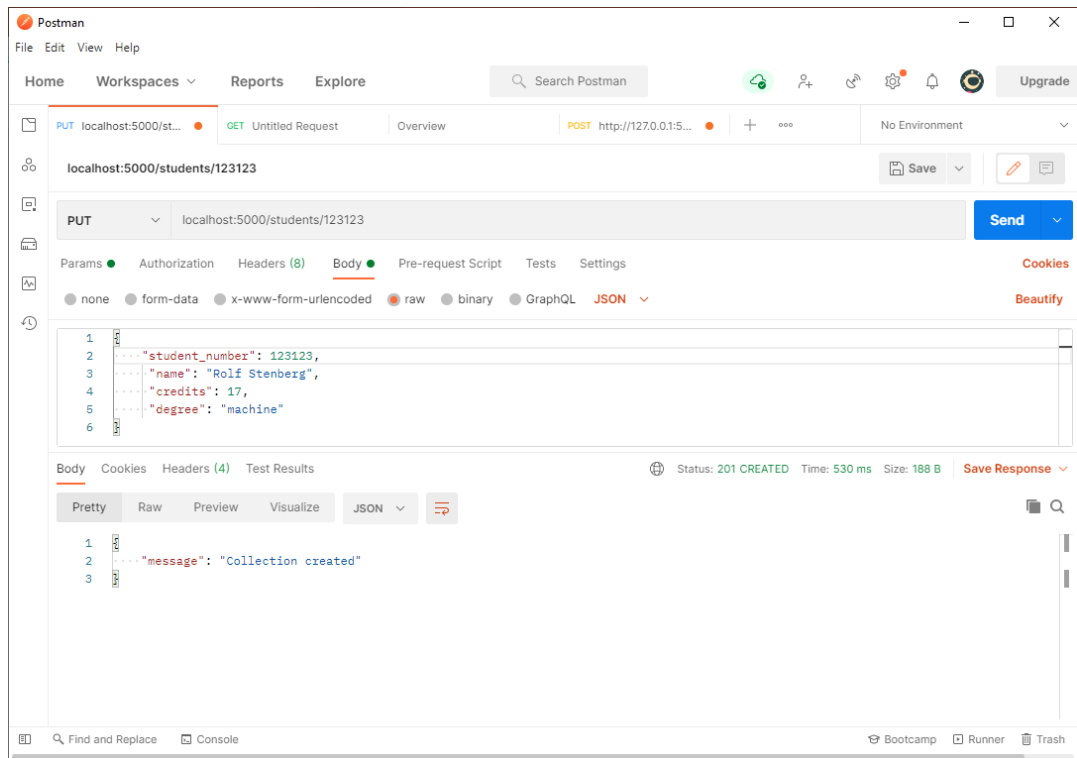 Postman
File Edit View Help
Home Workspaces Reports Explore Search Postman Upgrade
PUT localhost:5000/st... GET Untitled Request Overview POST http://127.0.0.1:5... No Environment
localhost:5000/students/123123 Save
PUT localhost:5000/students/123123 Send
Params Authorization Headers (8) Body Pre-request Script Tests Settings Cookies
none form-data x-www-form-urlencoded raw binary GraphQL JSON Beautify
1 {
2 "student_number": 123123,
3 "name": "Rolf Stenberg",
4 "credits": 17,
5 "degree": "machine"
6 }
Body Cookies Headers (4) Test Results Status: 201 CREATED Time: 530 ms Size: 188 B Save Response
Pretty Raw Preview Visualize JSON
1 {
2 "message": "Collection created"
3 }
Find and Replace Console Bootcamp Runner Trash